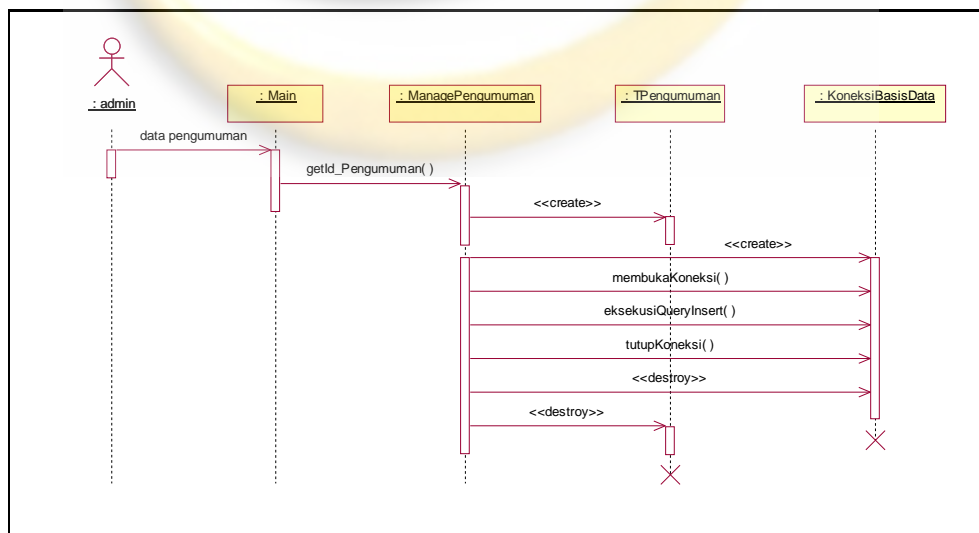 : admin
: Main
: ManagePengumuman
: TPengumuman
: KoneksiBasisData
data pengumuman
getId_Pengumuman( )
<<create>>
<<create>>
membukaKoneksi( )
eksekusiQueryInsert( )
tutupKoneksi( )
<<destroy>>
<<destroy>>